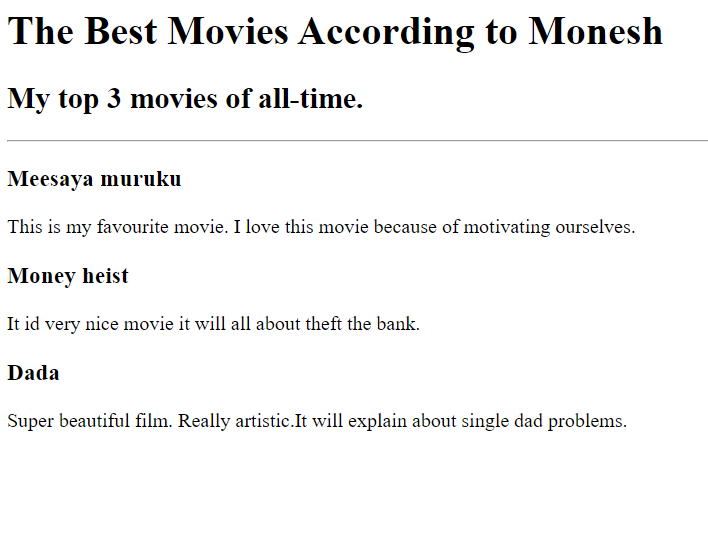 The Best Movies According to Monesh
My top 3 movies of all-time.
Meesaya muruku
This is my favourite movie. I love this movie because of motivating ourselves.
Money heist
It id very nice movie it will all about theft the bank.
Dada
Super beautiful film. Really artistic.It will explain about single dad problems.